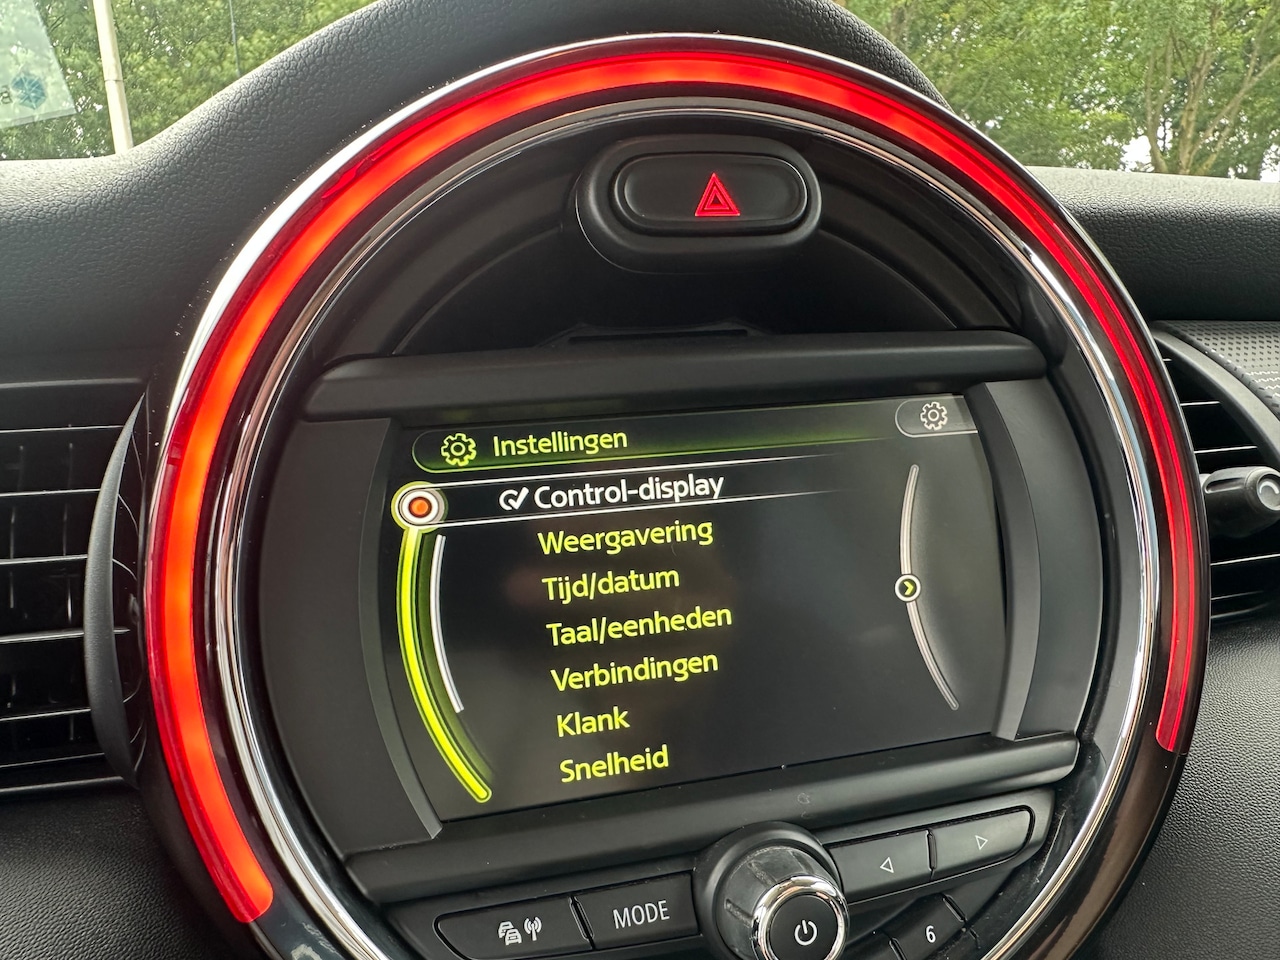 Instellingen
Control-display
Weergavering
Tijd/datum
Taal/eenheden
Verbindingen
Klank
Snelheid
MODE
6